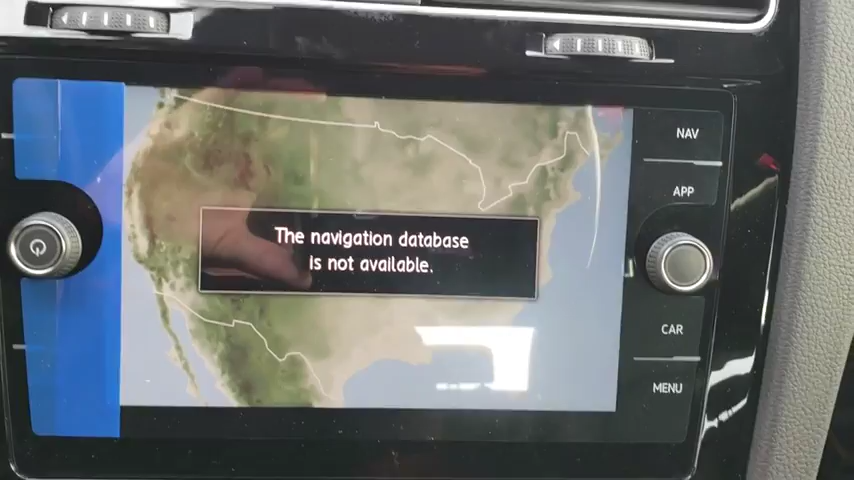 NAV
APP
The navigation database
is not available.
CAR
MENU